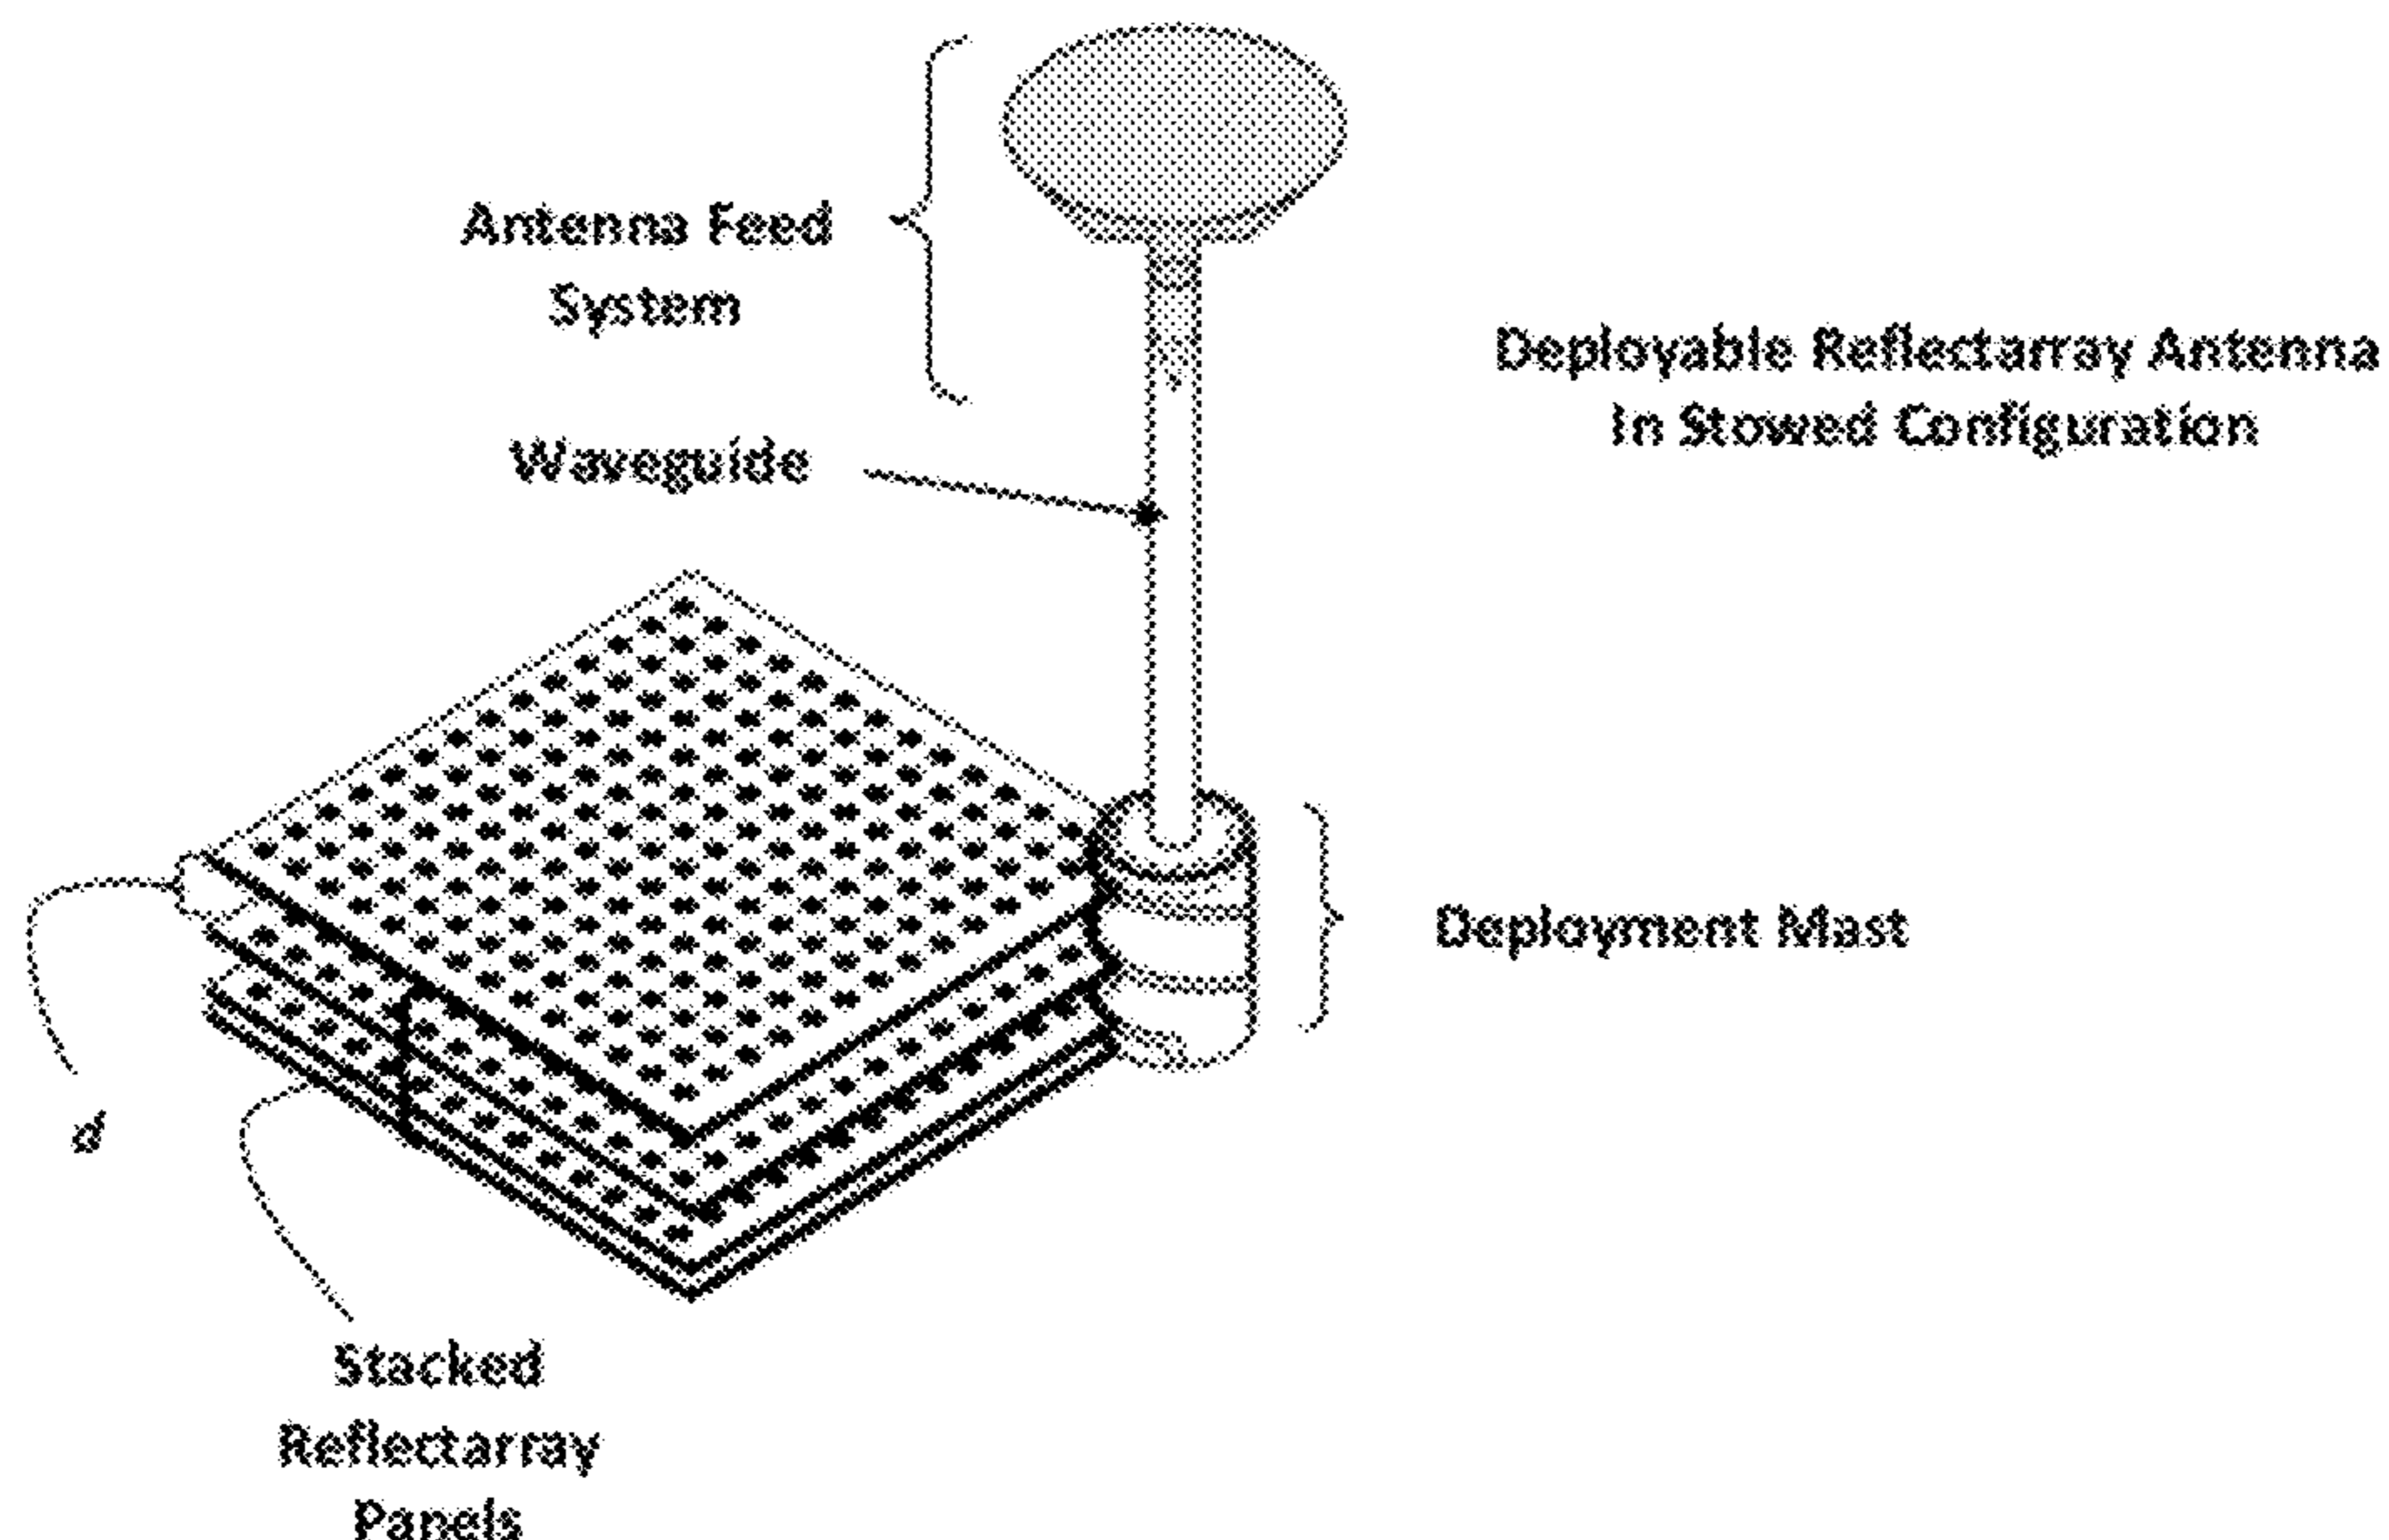 Antenna Feed
System
Deployable Reflectarray Antenna
In Stowed Configuration
Waveguide
Deployment Mast
d
Stacked
Reflectarray
Panels